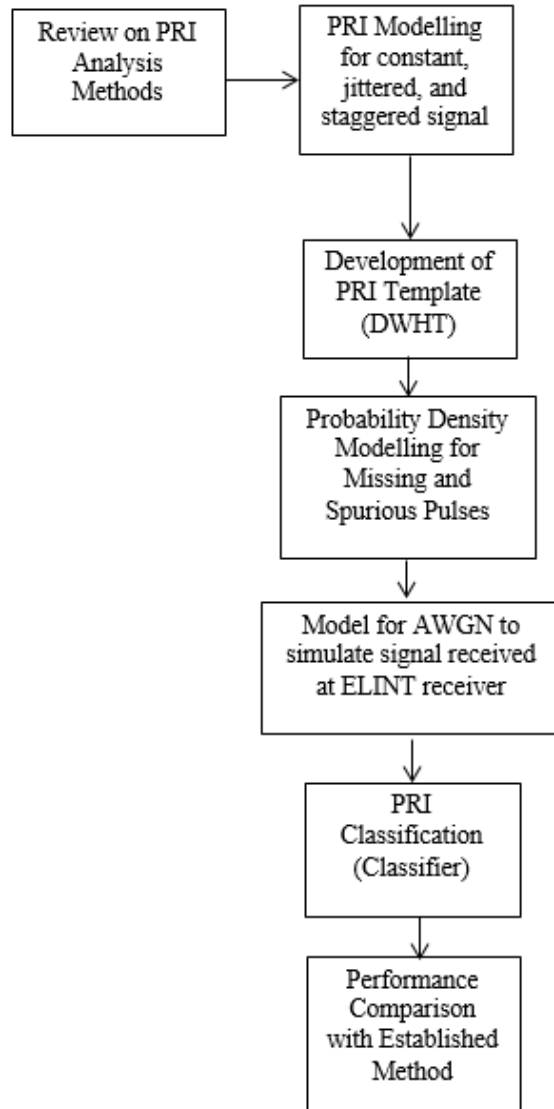 Review on PRI
Analysis
Methods
PRI Modelling
for constant,
jittered, and
staggered signal
Development of
PRI Template
(DWHT)
Probability Density
Modelling for
Missing and
Spurious Pulses
Model for AWGN to
simulate signal received
at ELINT receiver
PRI
Classification
(Classifier)
Performance
Comparison
with Established
Method